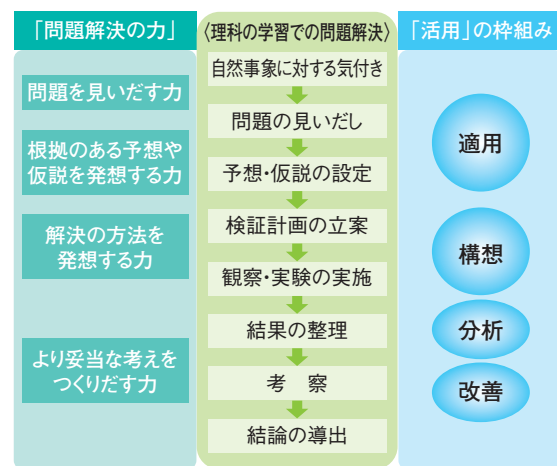 「問題解決の力」
問題を見いだす力
根拠のある予想や
仮説を発想する力
解決の方法を
発想する力
より妥当な考えを
つくりだす力
〈理科の学習での問題解決〉
自然事象に対する気付き
問題の見いだし
予想・仮説の設定
検証計画の立案
観察・実験の実施
結果の整理
考　察
結論の導出
「活用」の枠組み
適用
構想
分析
改善